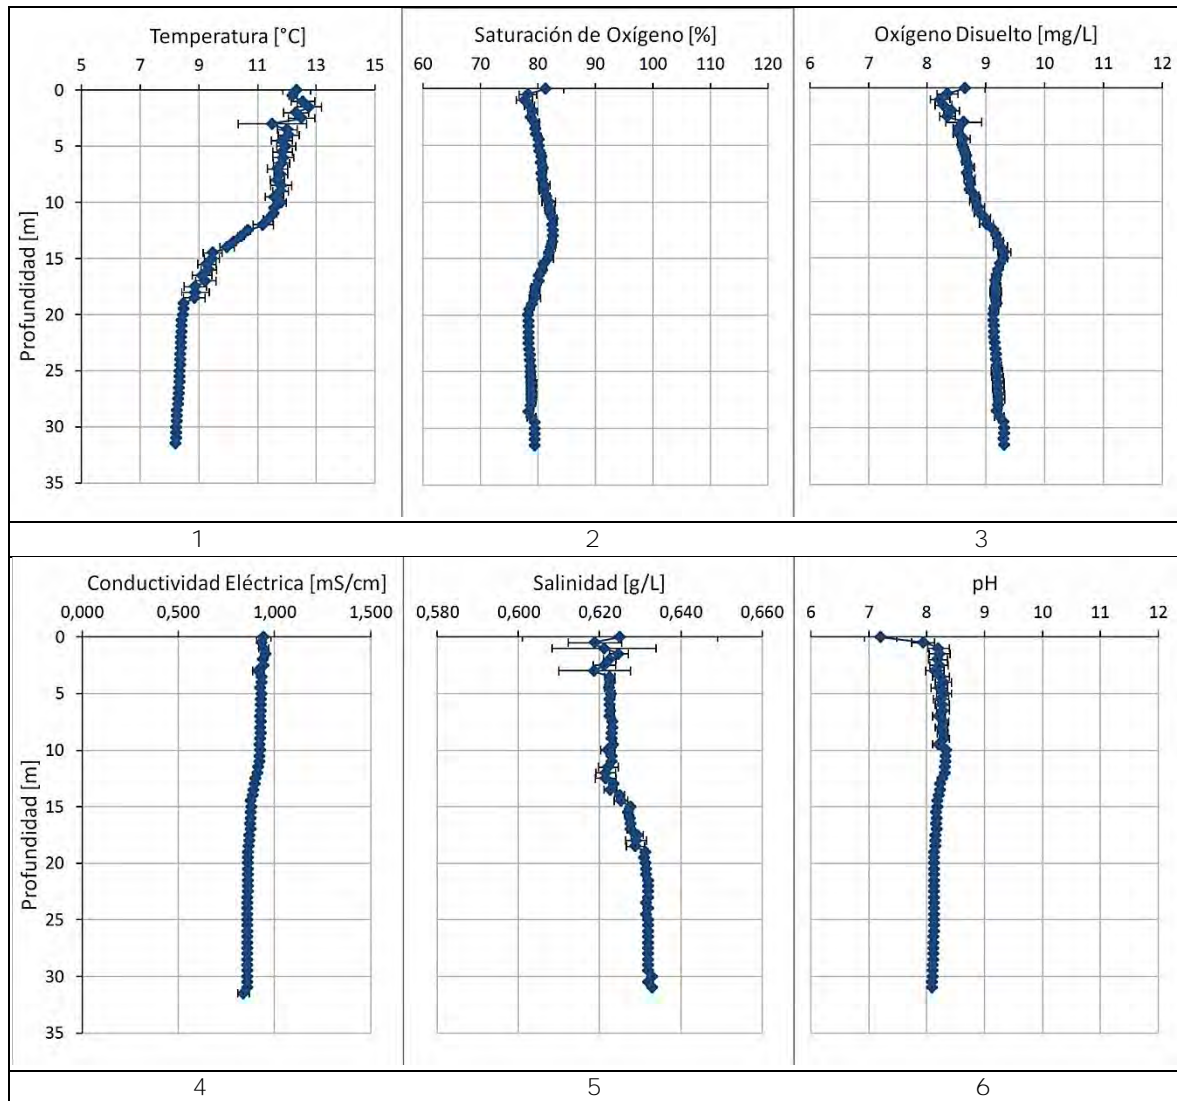 Temperatura [°C]
5 7 9 11 13 15
0
5
10
15
20
25
30
35
Profundidad [m]
Saturación de Oxígeno [%]
60 70 80 90 100 110 120
Oxígeno Disuelto [mg/L]
6 7 8 9 10 11 12
1 2 3
Conductividad Eléctrica [mS/cm]
0,000 0,500 1,000 1,500
0
5
10
15
20
25
30
35
Profundidad [m]
Salinidad [g/L]
0,580 0,600 0,620 0,640 0,660
pH
6 7 8 9 10 11 12
4 5 6